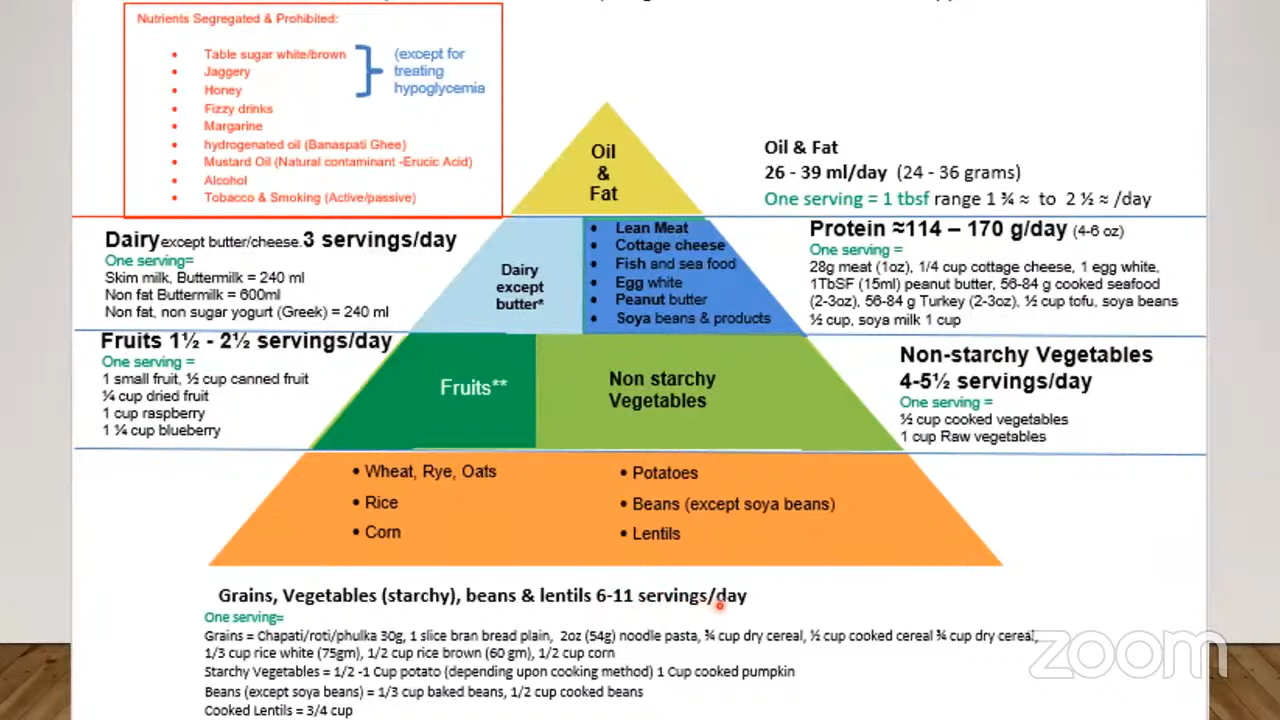 Nutrients Segregated & Prohibited:
• Table sugar white/brown
• Jaggery
• Honey
(except for
treating
hypoglycemia
• Fizzy drinks
• Margarine
• hydrogenated oil (Banaspati Ghee)
• Mustard Oil (Natural contaminant -Erucic Acid)
• Alcohol
• Tobacco & Smoking (Active/passive)
Oil
&
Fat
Oil & Fat
26 - 39 ml/day (24 - 36 grams)
One serving = 1 tbsf range 1 ¾ ≈ to 2 ½ ≈ /day
Dairy except butter/cheese. 3 servings/day
One serving=
Skim milk, Buttermilk = 240 ml
Non fat Buttermilk = 600ml
Non fat, non sugar yogurt (Greek) = 240 ml
Dairy
except
butter*
• Lean Meat
• Cottage cheese
• Fish and sea food
• Egg white
• Peanut butter
• Soya beans & products
Protein ≈114 – 170 g/day (4-6 oz)
One serving =
28g meat (1oz), 1/4 cup cottage cheese, 1 egg white,
1TbSF (15ml) peanut butter, 56-84 g cooked seafood
(2-3oz), 56-84 g Turkey (2-3oz), ½ cup tofu, soya beans
½ cup, soya milk 1 cup
Fruits 1½ - 2½ servings/day
One serving =
1 small fruit, ½ cup canned fruit
¼ cup dried fruit
1 cup raspberry
1 ¼ cup blueberry
Fruits**
Non starchy
Vegetables
Non-starchy Vegetables
4-5½ servings/day
One serving =
½ cup cooked vegetables
1 cup Raw vegetables
• Wheat, Rye, Oats
• Rice
• Corn
• Potatoes
• Beans (except soya beans)
• Lentils
Grains, Vegetables (starchy), beans & lentils 6-11 servings/day
One serving=
Grains = Chapati/roti/phulka 30g, 1 slice bran bread plain, 2oz (54g) noodle pasta, ¾ cup dry cereal, ½ cup cooked cereal ¾ cup dry cereal,
1/3 cup rice white (75gm), 1/2 cup rice brown (60 gm), 1/2 cup corn
Starchy Vegetables = 1/2 -1 Cup potato (depending upon cooking method) 1 Cup cooked pumpkin
Beans (except soya beans) = 1/3 cup baked beans, 1/2 cup cooked beans
Cooked Lentils = 3/4 cup
zoom